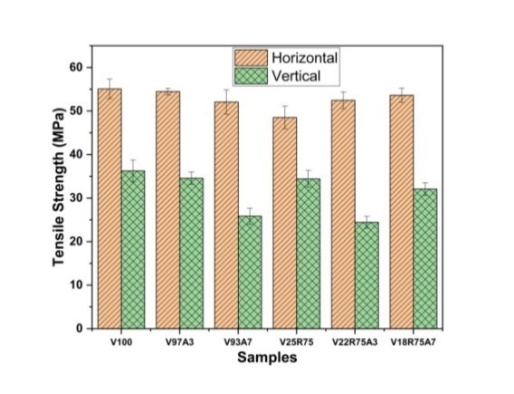 Horizontal
Vertical
Tensile Strength (MPa)
60
50
40
30
20
10
0
V100 V97A3 V93A7 V25R75 V22R75A3 V18R75A7
Samples